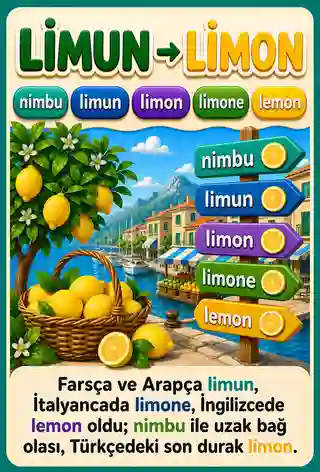 LİMUN → LİMON
nimbu limun limon limone lemon
nimbu
limun
limon
limone
lemon
Farsça ve Arapça limun,
İtalyancada limone, İngilizcede
lemon oldu; nimbu ile uzak bağ
olası, Türkçedeki son durak limon.